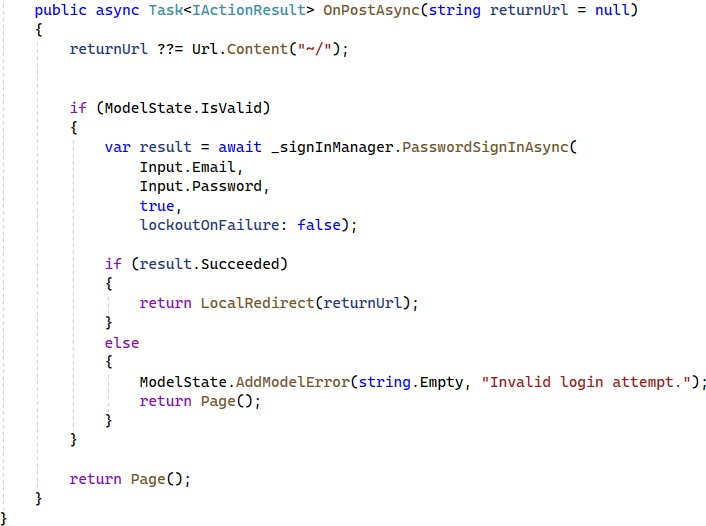 public async Task<IActionResult> OnPostAsync(string returnUrl = null)
{
returnUrl ??= Url.Content("~/");
if (ModelState.IsValid)
{
var result = await _signInManager.PasswordSignInAsync(
Input.Email,
Input.Password,
true,
lockoutOnFailure: false);
if (result.Succeeded)
{
return LocalRedirect(returnUrl);
}
else
{
ModelState.AddModelError(string.Empty, "Invalid login attempt.");
return Page();
}
}
return Page();
}
}